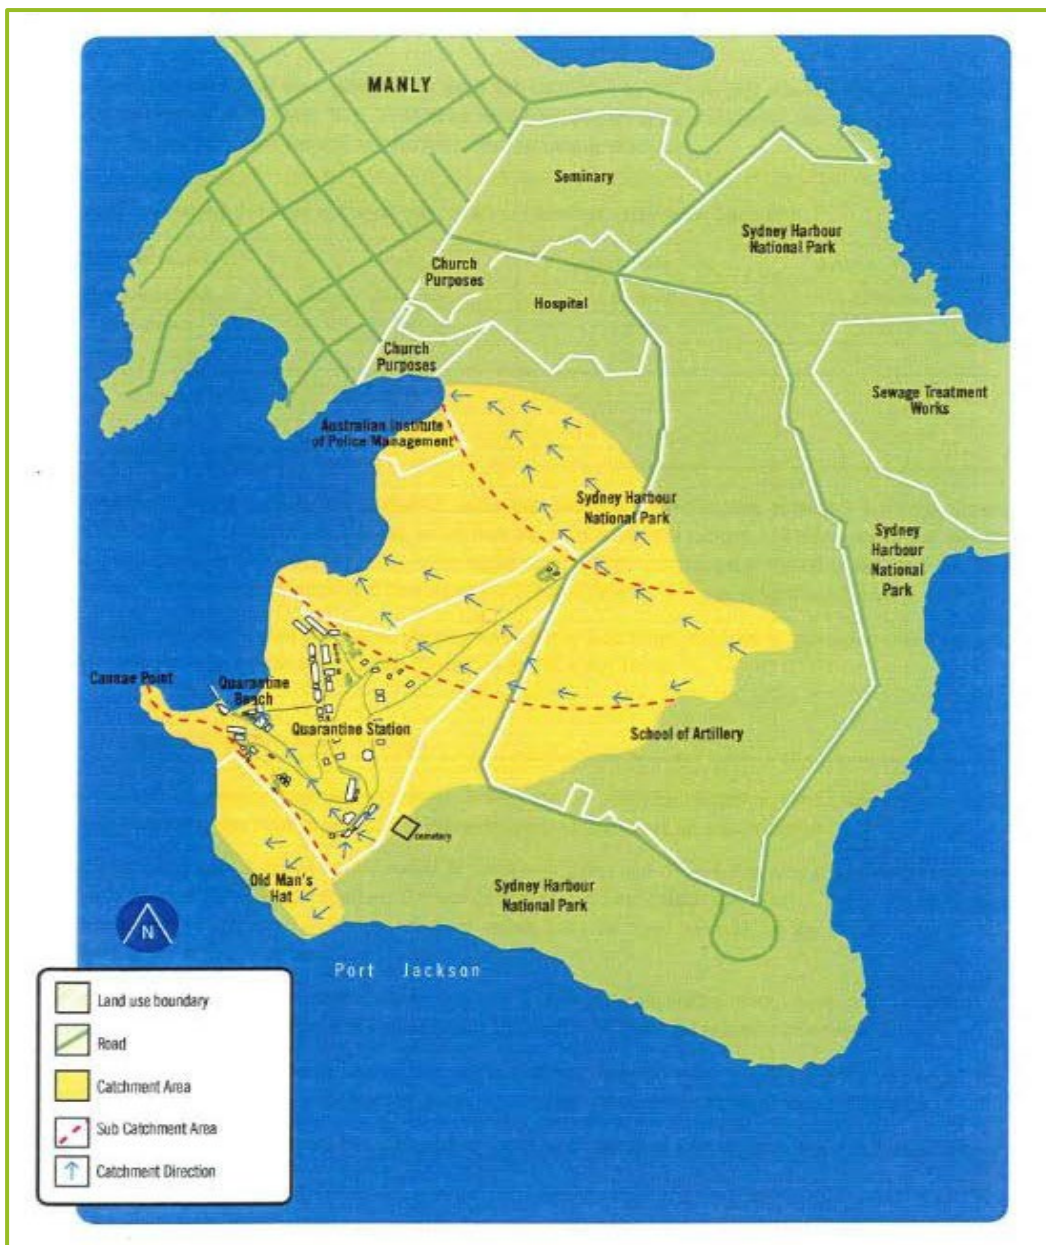 MANLY
Seminary
Sydney Harbour
National Park
Church
Purposes
Hospital
Church
Purposes
Sewage Treatment
Works
Australian Institute
of Police Management
Sydney Harbour
National Park
Sydney
Harbour
National
Park
Cannae Point
Quarantine
Beach
Quarantine Station
School of Artillery
cemetery
Old Man's
Hat
Sydney Harbour
National Park
N
Port Jackson
Land use boundary
Road
Catchment Area
Sub Catchment Area
Catchment Direction